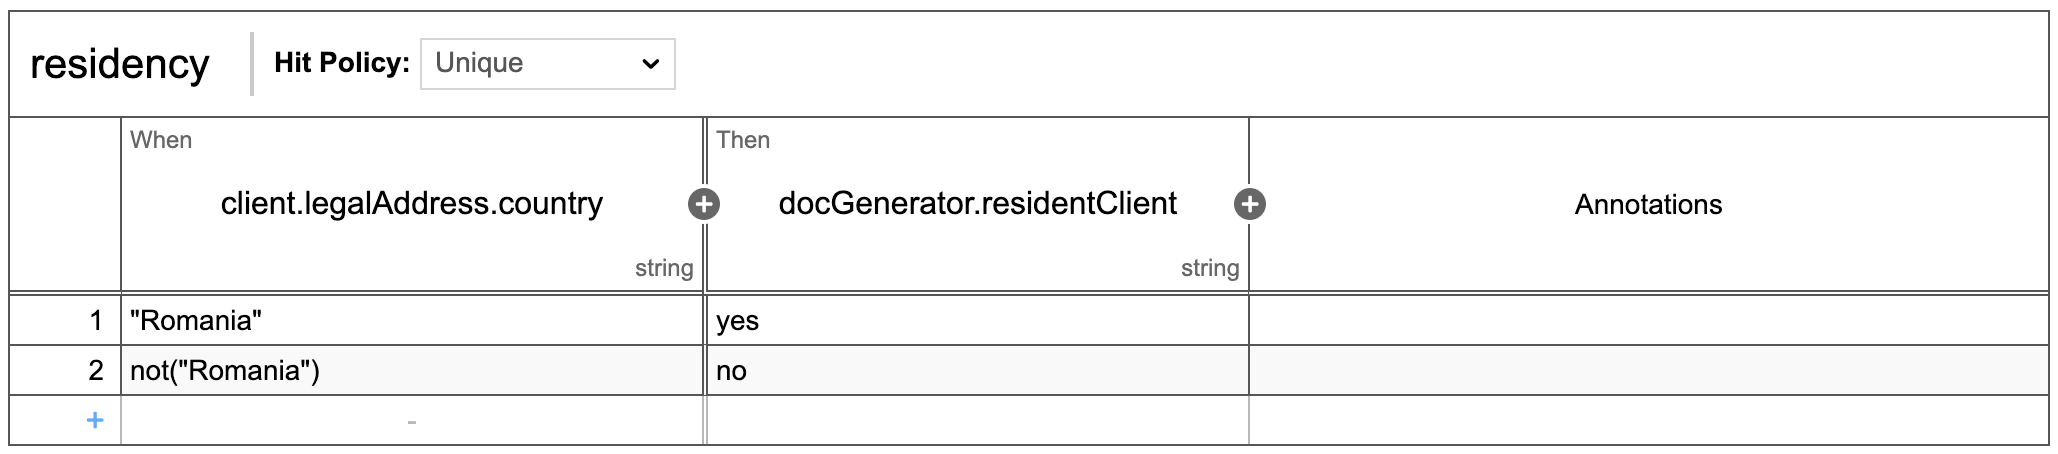 residency Hit Policy: Unique
When Then
client.legalAddress.country docGenerator.residentClient Annotations
string string
1 "Romania" yes
2 not("Romania") no
+ -